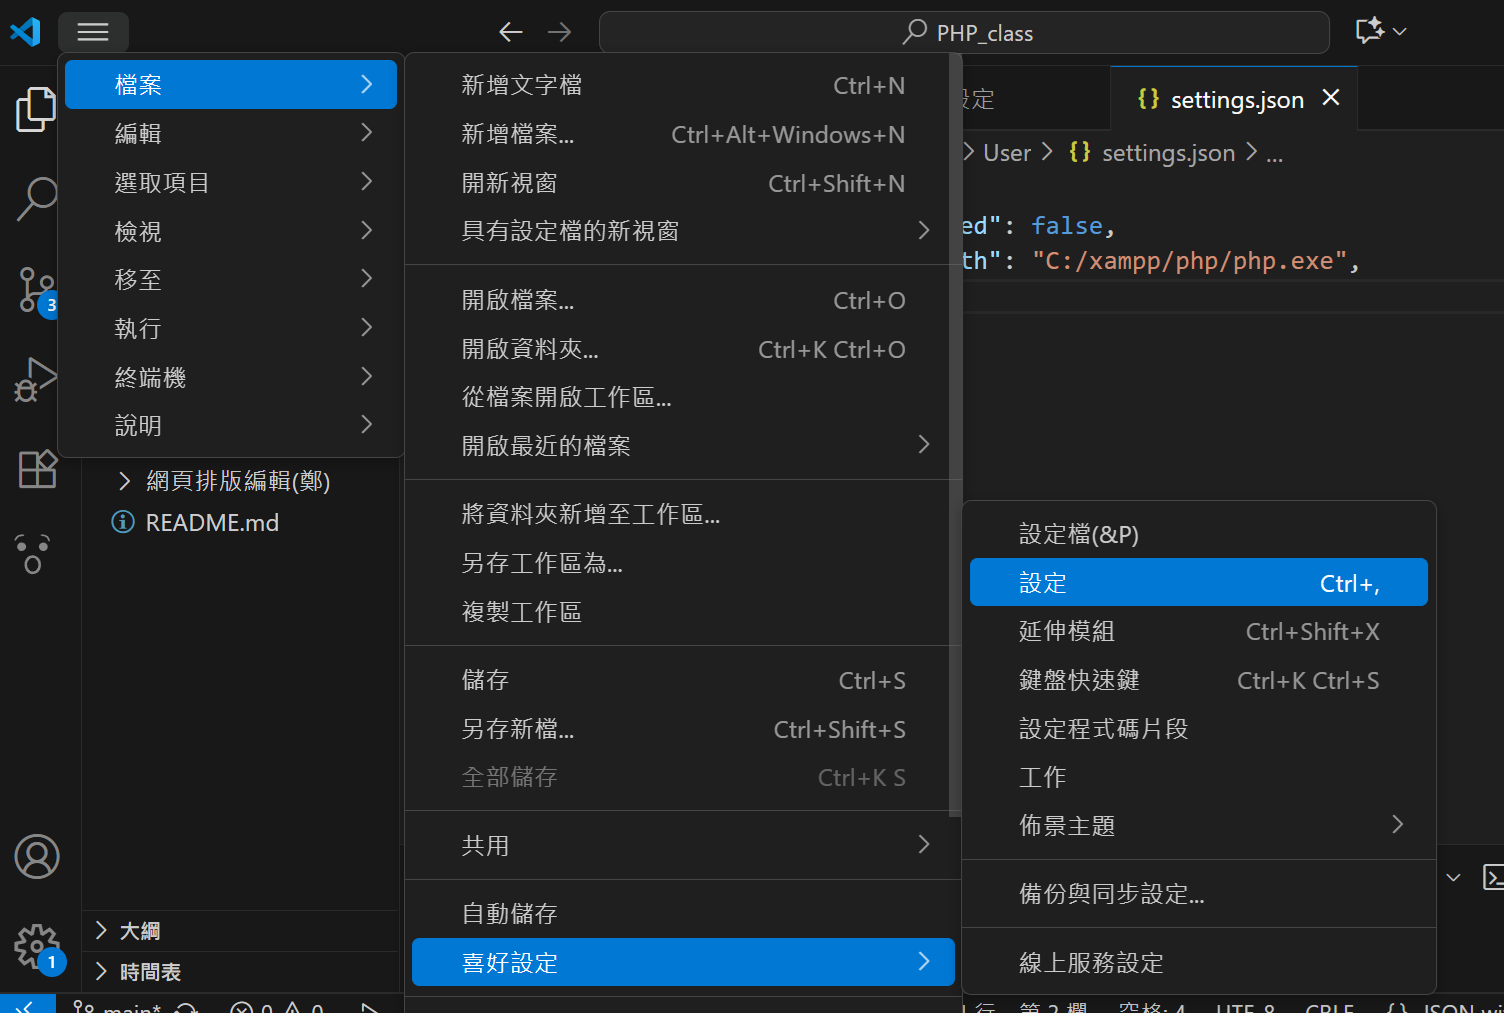 PHP_class
檔案
編輯
選取項目
檢視
移至
執行
終端機
說明
網頁排版編輯(鄭)
README.md
大綱
時間表
3
1
新增文字檔 Ctrl+N
新增檔案... Ctrl+Alt+Windows+N
開新視窗 Ctrl+Shift+N
具有設定檔的新視窗
開啟檔案... Ctrl+O
開啟資料夾... Ctrl+K Ctrl+O
從檔案開啟工作區...
開啟最近的檔案
將資料夾新增至工作區...
另存工作區為...
複製工作區
儲存 Ctrl+S
另存新檔... Ctrl+Shift+S
全部儲存 Ctrl+K S
共用
自動儲存
喜好設定
設定 {} settings.json
User > {} settings.json > ...
ed": false,
th": "C:/xampp/php/php.exe",
設定檔(&P)
設定 Ctrl+,
延伸模組 Ctrl+Shift+X
鍵盤快速鍵 Ctrl+K Ctrl+S
設定程式碼片段
工作
佈景主題
備份與同步設定...
線上服務設定
main* 0 0 行, 第 2 欄 空格: 4 UTF-8 CRLF {} JSON wi